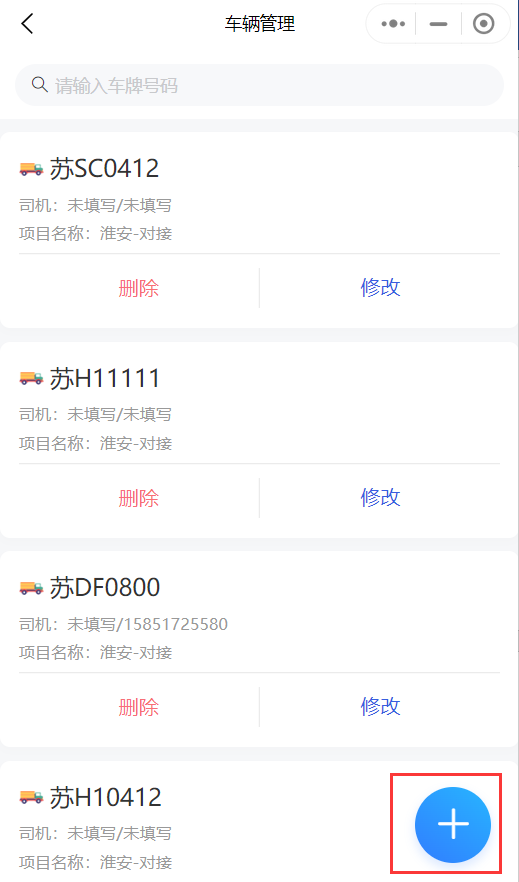 车辆管理
请输入车牌号码
苏SC0412
司机：未填写/未填写
项目名称：淮安-对接
删除 修改
苏H11111
司机：未填写/未填写
项目名称：淮安-对接
删除 修改
苏DF0800
司机：未填写/15851725580
项目名称：淮安-对接
删除 修改
苏H10412
司机：未填写/未填写
项目名称：淮安-对接